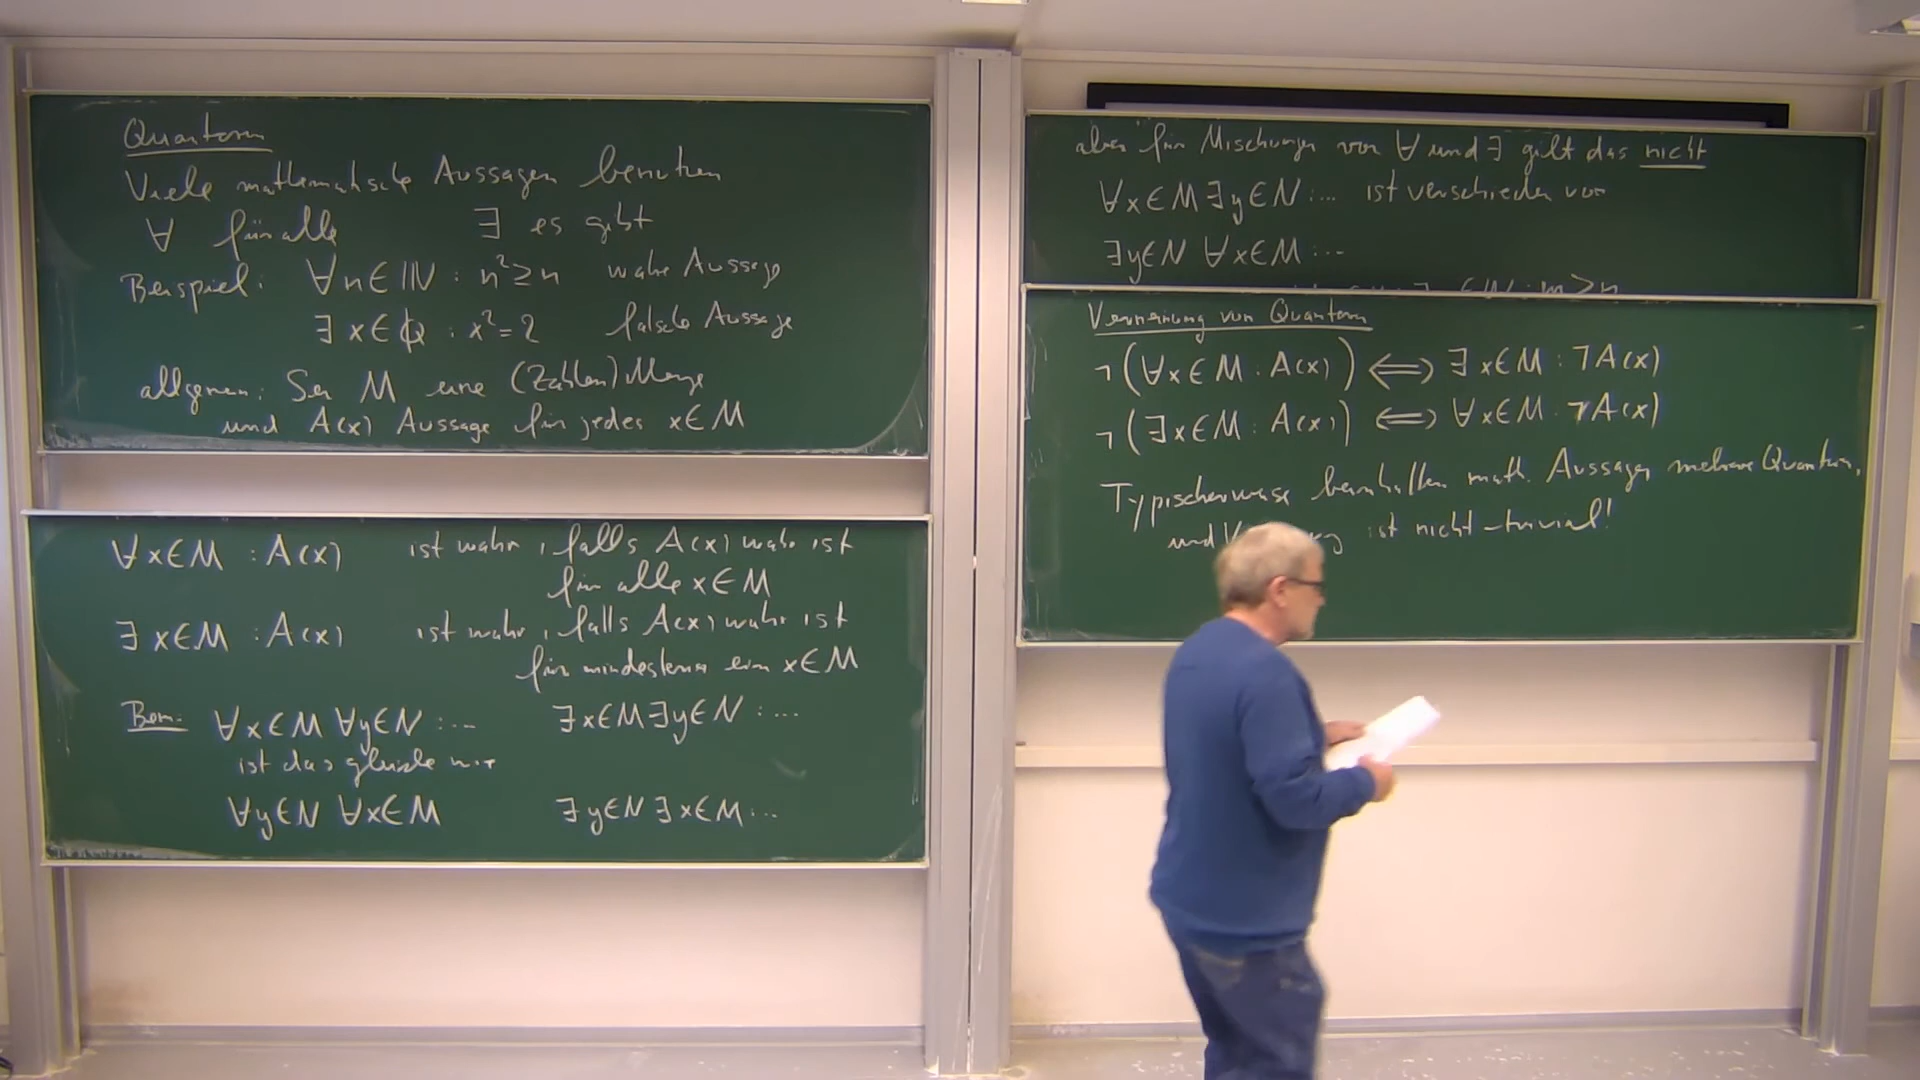 Quantoren
Viele mathematische Aussagen benutzen
∀ für alle ∃ es gibt
Beispiel: ∀n∈ℕ : n²≥n wahre Aussage
∃ x∈ℚ : x²=2 falsche Aussage
allgemein: Sei M eine (Zahlen)Menge
und A(x) Aussage für jedes x∈M
∀x∈M : A(x) ist wahr, falls A(x) wahr ist
für alle x∈M
∃ x∈M : A(x) ist wahr, falls A(x) wahr ist
für mindestens ein x∈M
Bem. ∀x∈M ∀y∈N : ... ∃x∈M ∃y∈N : ...
ist das gleiche wie
∀y∈N ∀x∈M ∃y∈N ∃x∈M ...
aber für Mischungen von ∀ und ∃ gilt das nicht
∀x∈M ∃y∈N : ... ist verschieden von
∃y∈N ∀x∈M : ...
m≥n
Verneinung von Quantoren
¬(∀x∈M : A(x)) ⟺ ∃ x∈M : ¬A(x)
¬(∃x∈M : A(x)) ⟺ ∀x∈M : ¬A(x)
Typischerweise beinhalten math. Aussagen mehrere Quantoren,
und ist nicht-trivial!